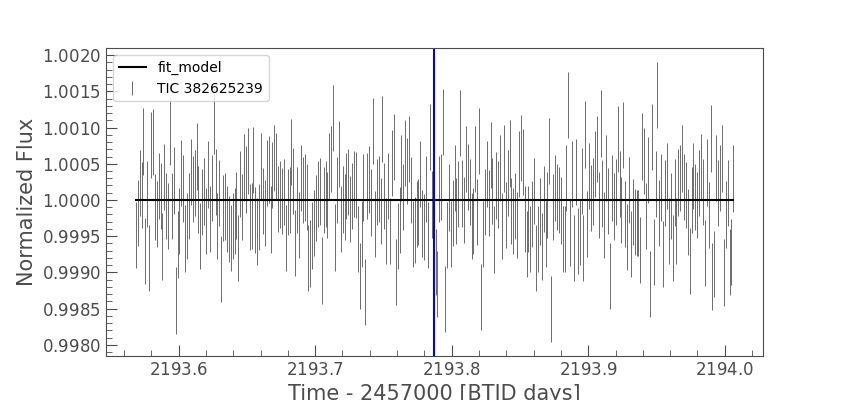 fit_model
TIC 382625239
1.0020
1.0015
1.0010
1.0005
1.0000
0.9995
0.9990
0.9985
0.9980
Normalized Flux
2193.6 2193.7 2193.8 2193.9 2194.0
Time - 2457000 [BTJD days]